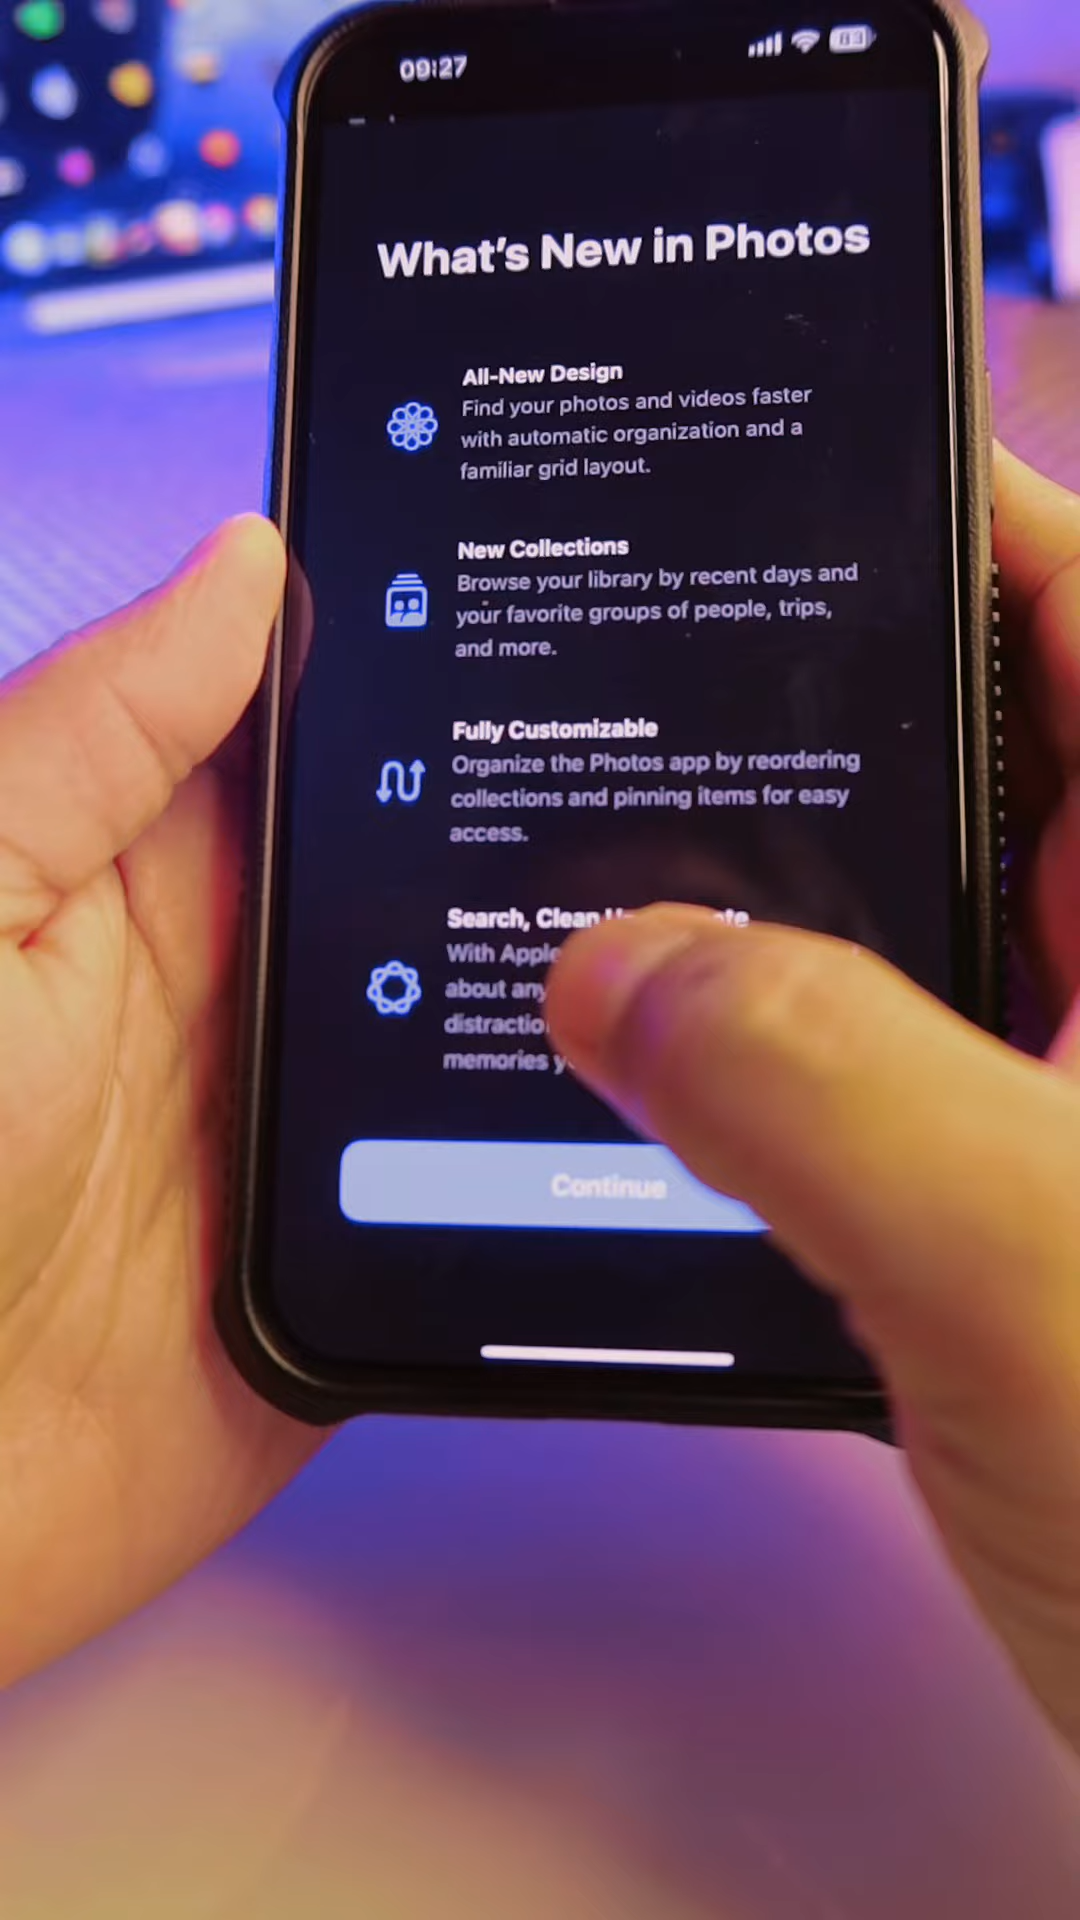 09:27
83
What's New in Photos
All-New Design
Find your photos and videos faster
with automatic organization and a
familiar grid layout.
New Collections
Browse your library by recent days and
your favorite groups of people, trips,
and more.
Fully Customizable
Organize the Photos app by reordering
collections and pinning items for easy
access.
Search, Clean
With Apple
about any
memories
Continue